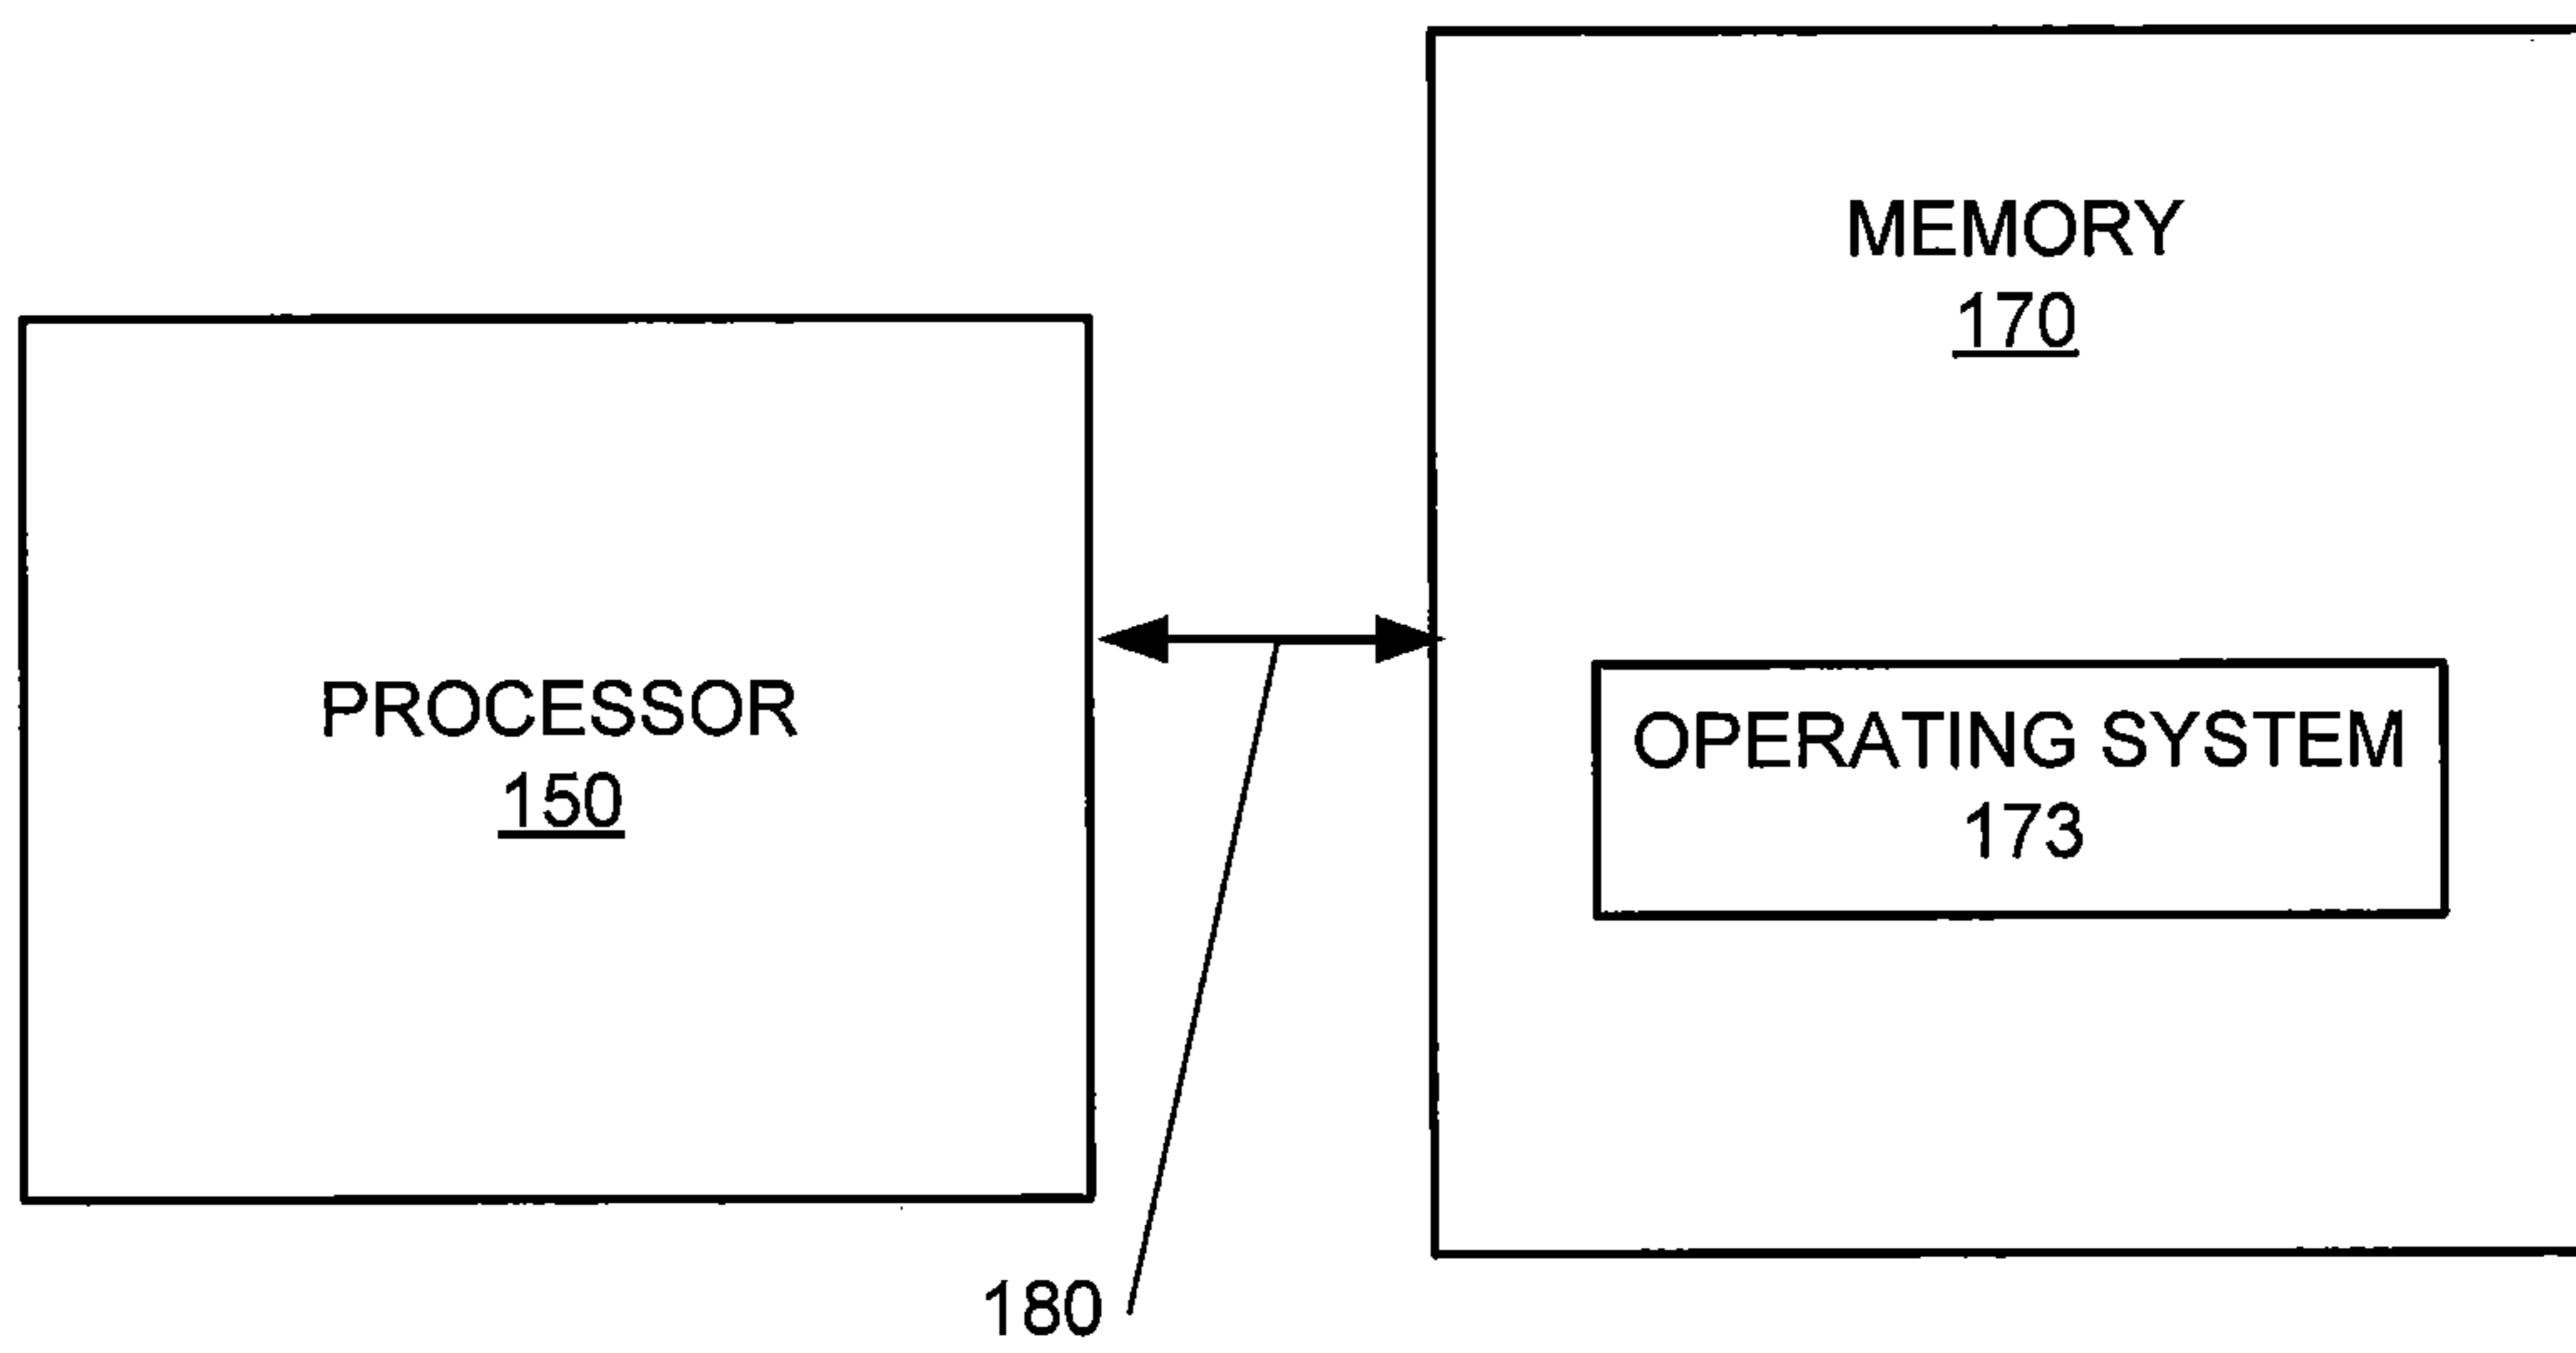 MEMORY
170
PROCESSOR
150
OPERATING SYSTEM
173
180